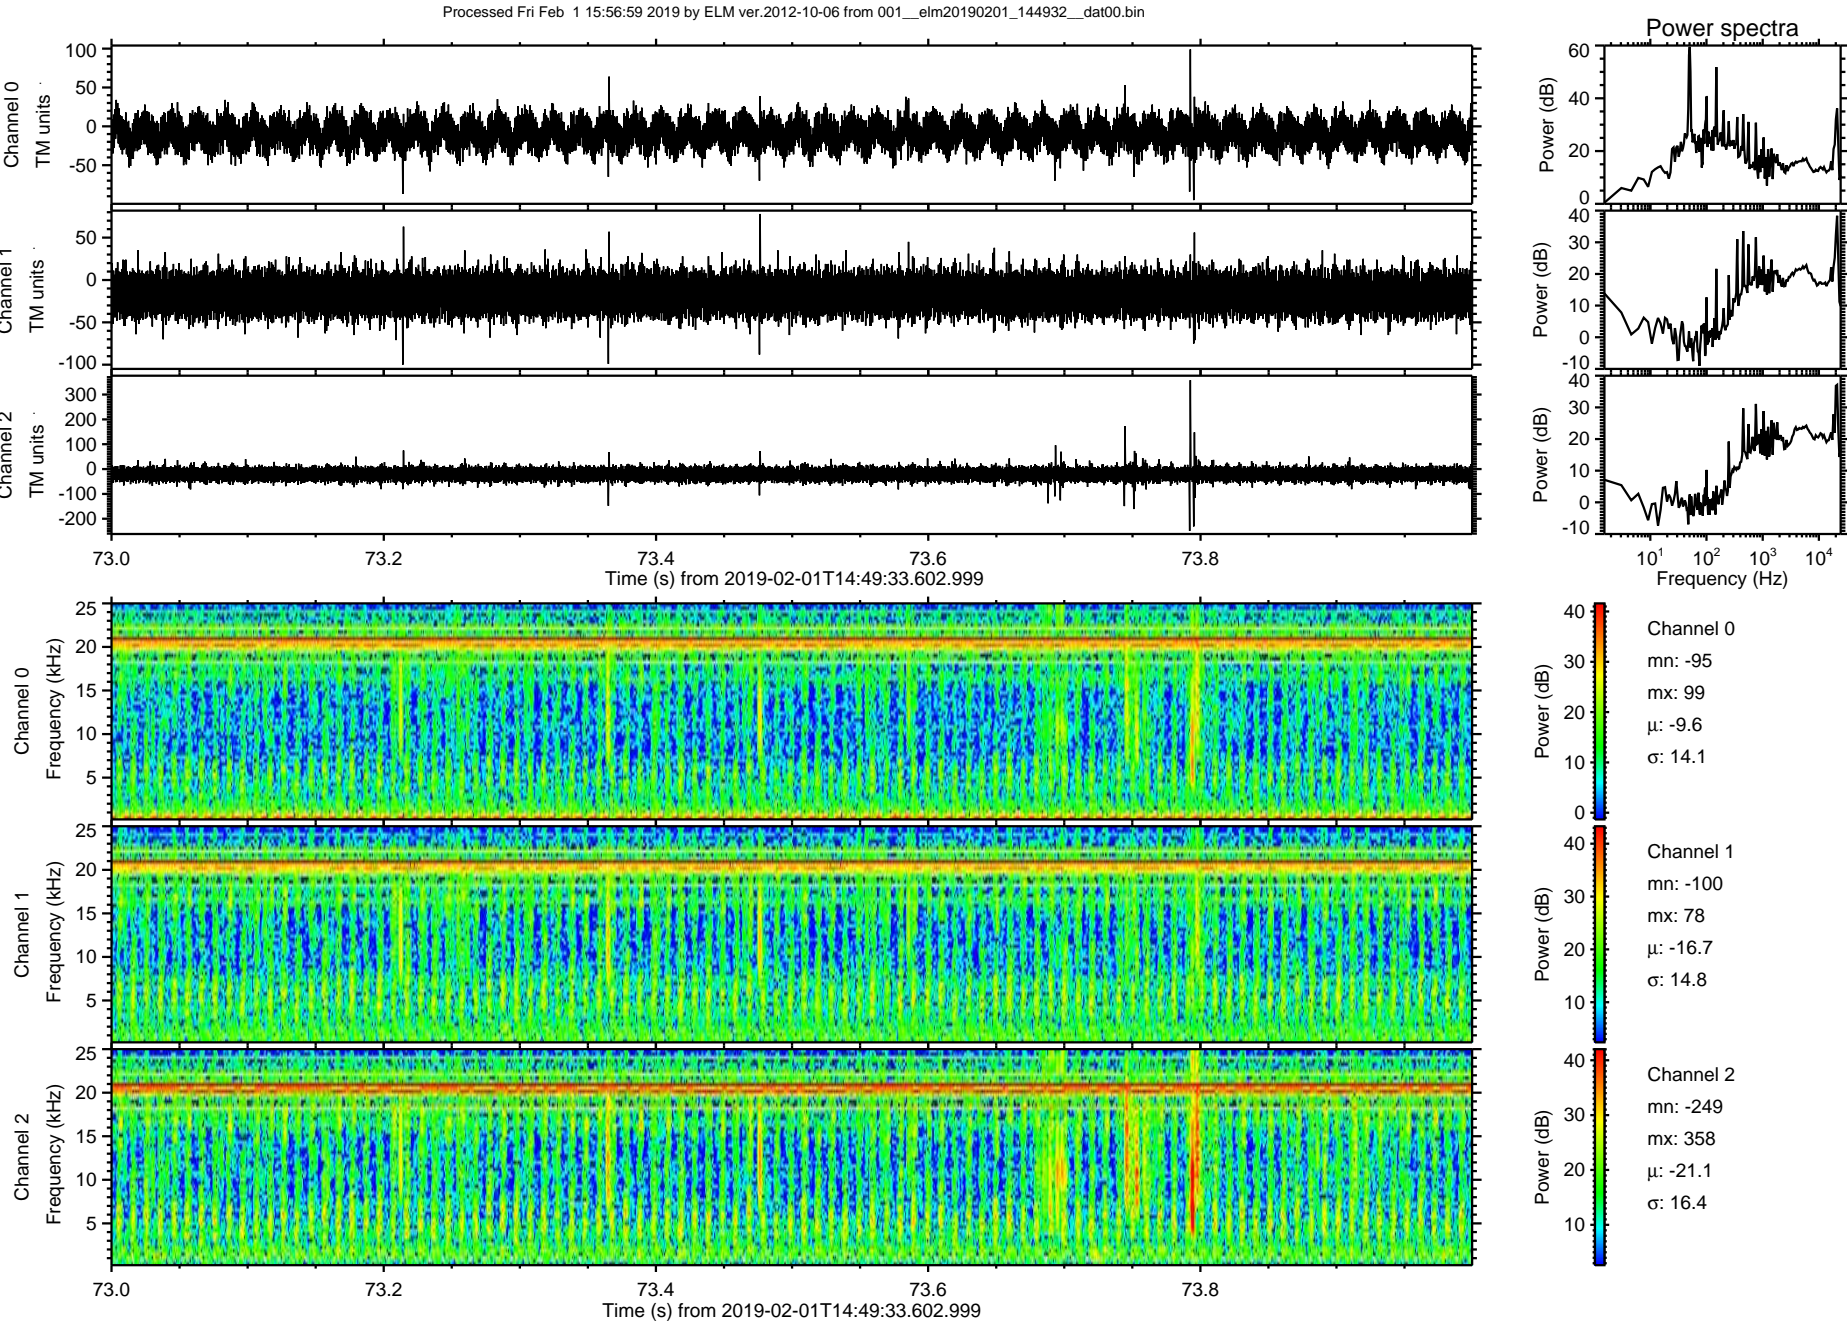 Processed Fri Feb  1 15:56:59 2019 by ELM ver.2012-10-06 from 001__elm20190201_144932__dat00.bin
Power spectra
Channel 0
TM units
100
50
0
-50
Power (dB)
60
40
20
0
Channel 1
TM units
50
0
-50
-100
Power (dB)
40
30
20
10
0
-10
Channel 2
TM units
300
200
100
0
-100
-200
Power (dB)
40
30
20
10
0
-10
73.0 73.2 73.4 73.6 73.8
Time (s) from 2019-02-01T14:49:33.602.999
10^1 10^2 10^3 10^4
Frequency (Hz)
Channel 0
Frequency (kHz)
25
20
15
10
5
Power (dB)
40
30
20
10
0
Channel 0
mn: -95
mx: 99
μ: -9.6
σ: 14.1
Channel 1
Frequency (kHz)
25
20
15
10
5
Power (dB)
40
30
20
10
Channel 1
mn: -100
mx: 78
μ: -16.7
σ: 14.8
Channel 2
Frequency (kHz)
25
20
15
10
5
Power (dB)
40
30
20
10
Channel 2
mn: -249
mx: 358
μ: -21.1
σ: 16.4
73.0 73.2 73.4 73.6 73.8
Time (s) from 2019-02-01T14:49:33.602.999